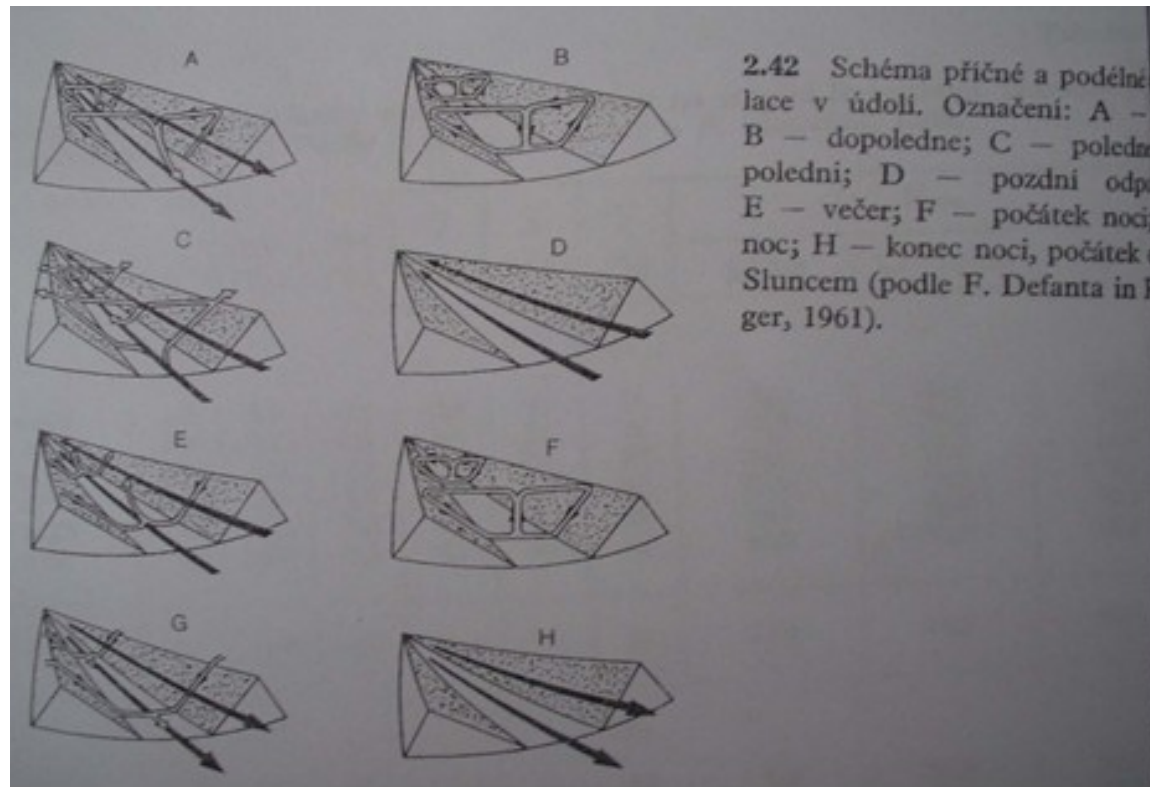 A
B
C
D
E
F
G
H
2.42 Schéma příčné a podélné
lace v údolí. Označení: A –
B – dopoledne; C – poledn
polední; D – pozdní odp
E – večer; F – počátek noci;
noc; H – konec noci, počátek
Sluncem (podle F. Defanta in
ger, 1961).